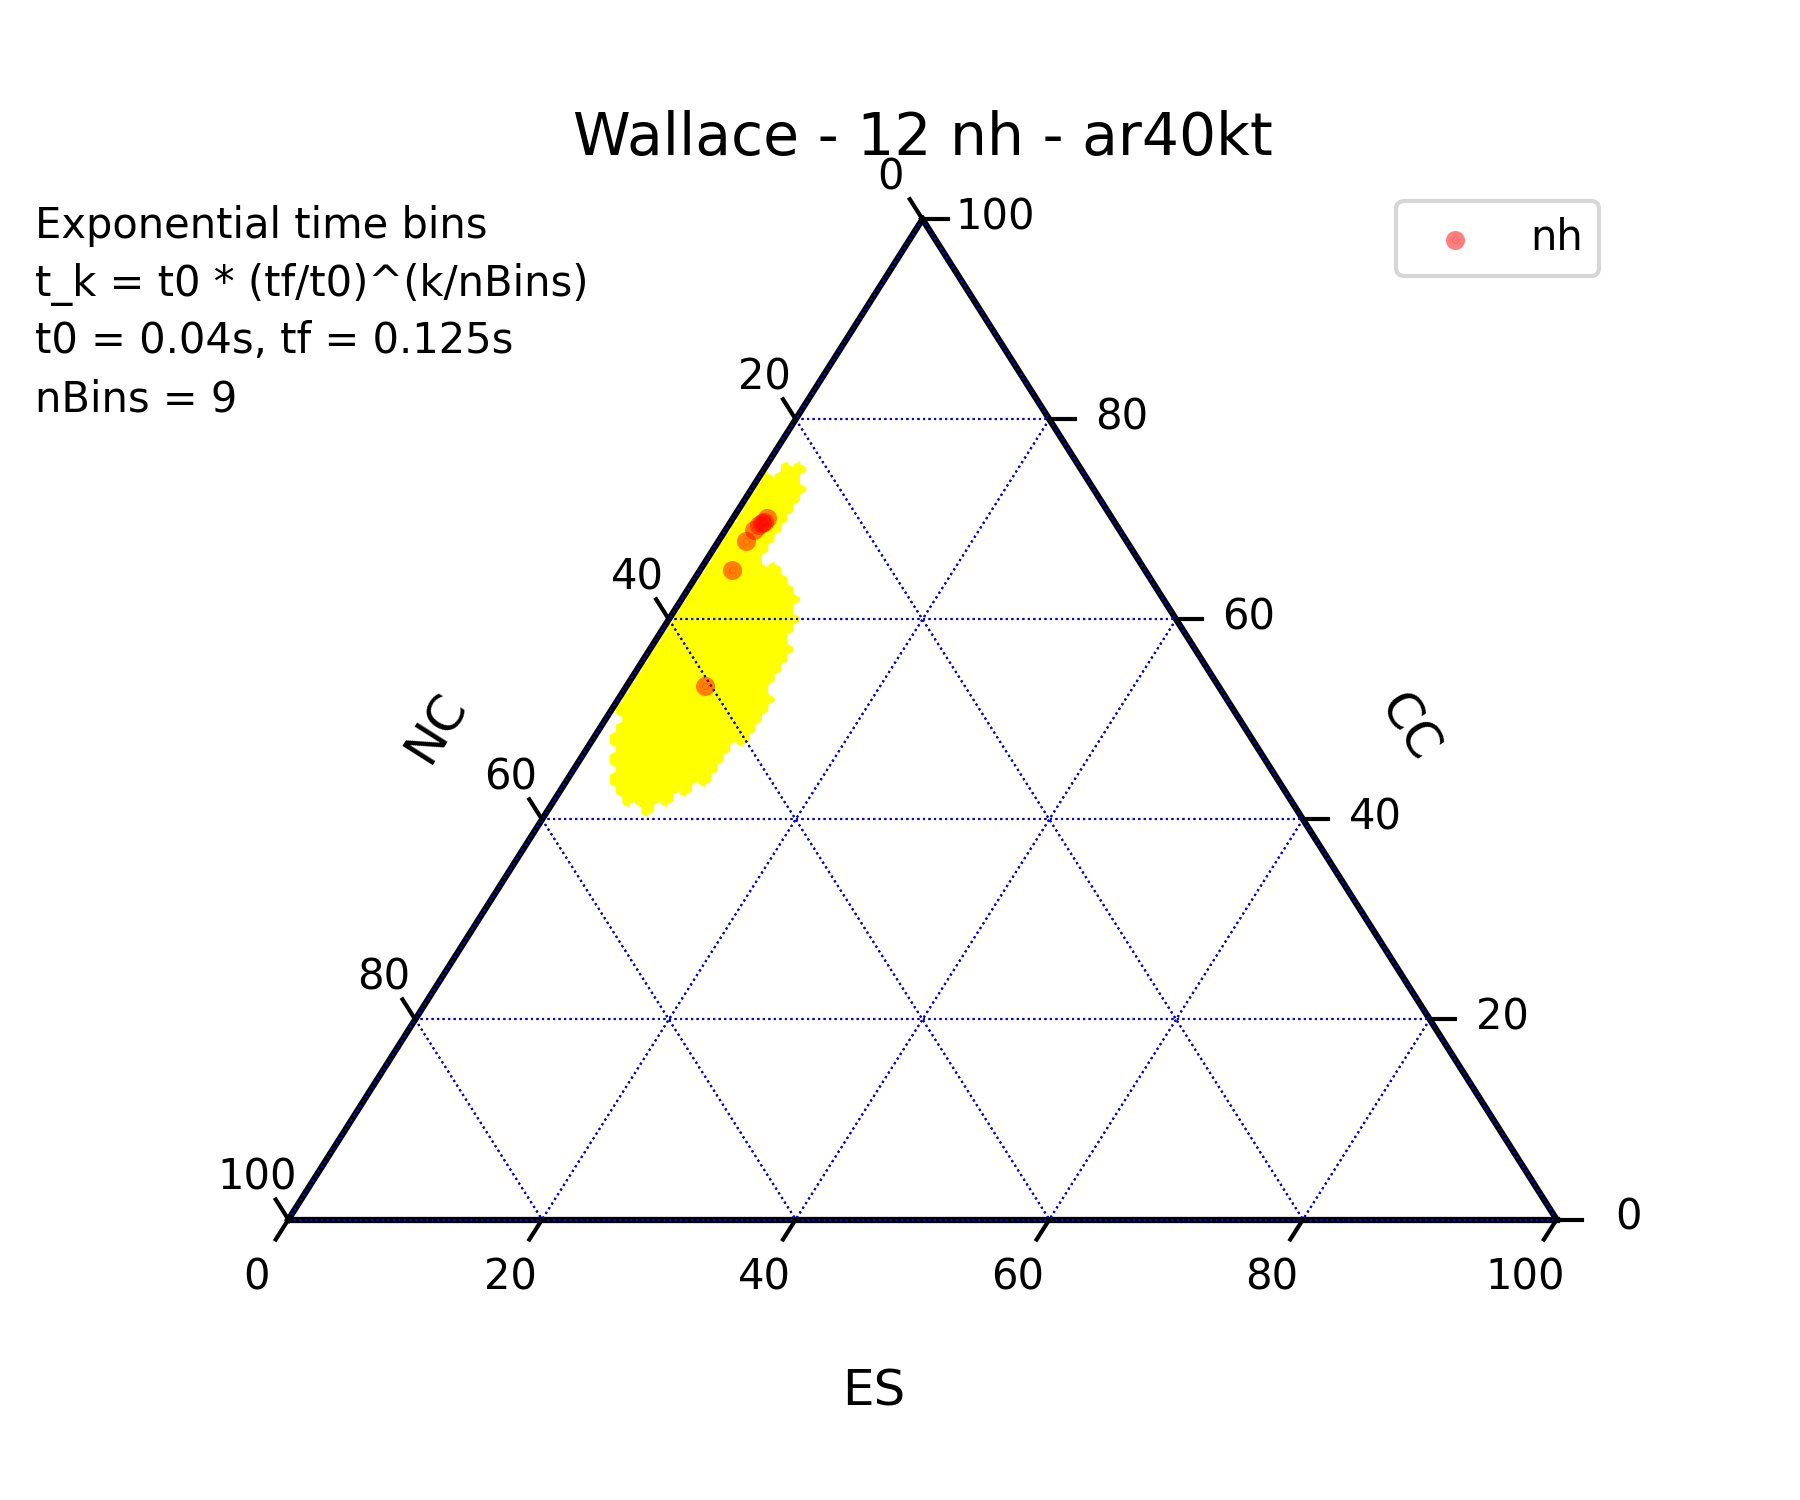 Wallace - 12 nh - ar40kt
Exponential time bins
t_k = t0 * (tf/t0)^(k/nBins)
t0 = 0.04s, tf = 0.125s
nBins = 9
nh
0
100
20
80
40
60
NC
CC
60
40
80
20
100
0
0
20
40
60
80
100
ES